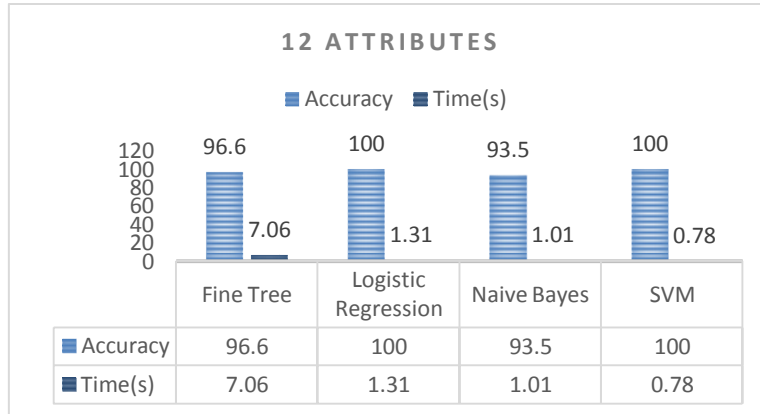 12 ATTRIBUTES
Accuracy Time(s)
120
100
80
60
40
20
0
96.6 7.06 100 1.31 93.5 1.01 100 0.78
Fine Tree Logistic Regression Naive Bayes SVM
Accuracy 96.6 100 93.5 100
Time(s) 7.06 1.31 1.01 0.78